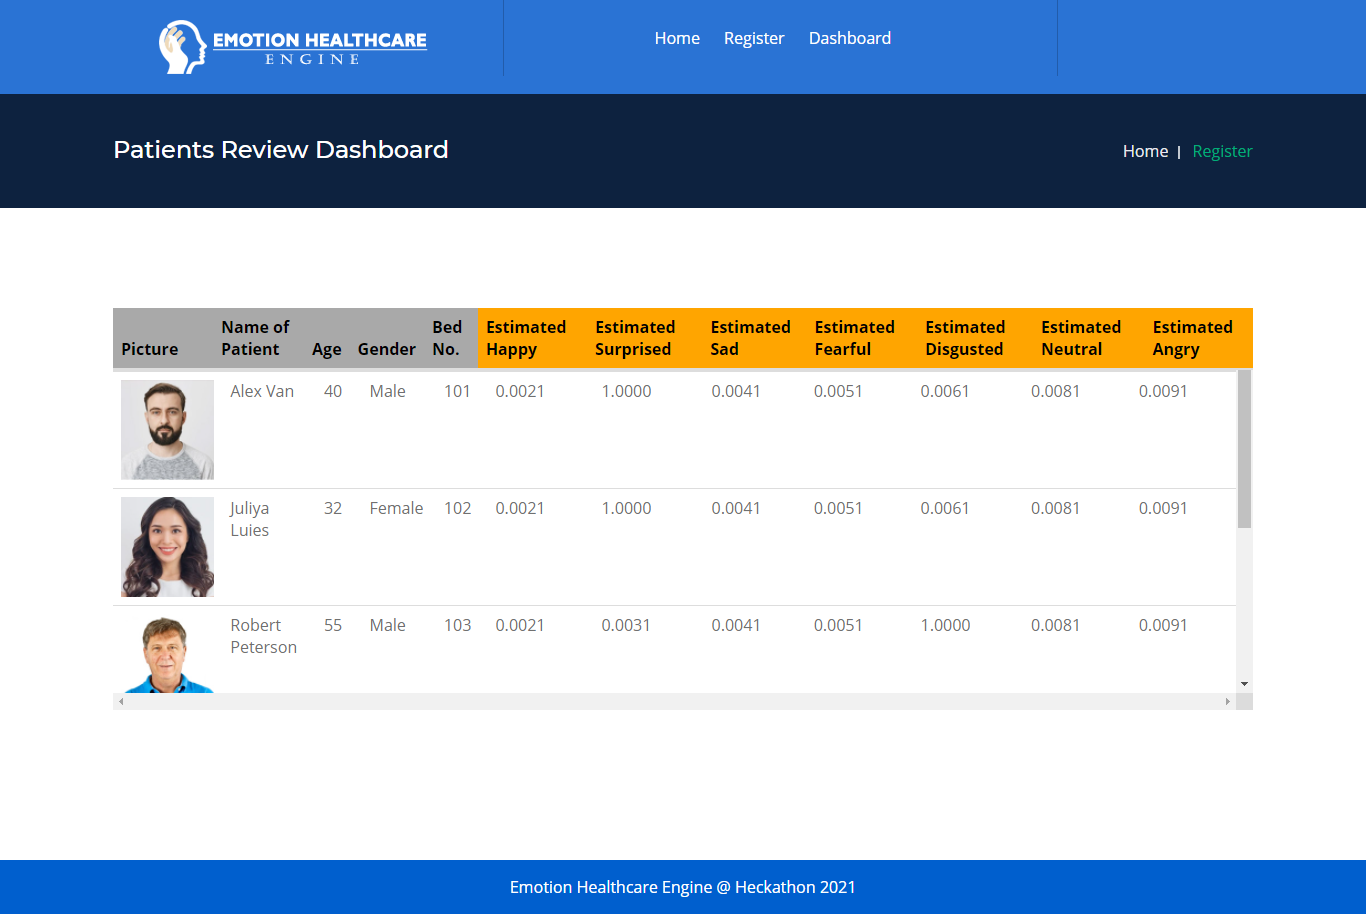 EMOTION HEALTHCARE
ENGINE
Home Register Dashboard
Patients Review Dashboard
Home | Register
Picture Name of Patient Age Gender Bed No. Estimated Happy Estimated Surprised Estimated Sad Estimated Fearful Estimated Disgusted Estimated Neutral Estimated Angry
Alex Van 40 Male 101 0.0021 1.0000 0.0041 0.0051 0.0061 0.0081 0.0091
Juliya Luies 32 Female 102 0.0021 1.0000 0.0041 0.0051 0.0061 0.0081 0.0091
Robert Peterson 55 Male 103 0.0021 0.0031 0.0041 0.0051 1.0000 0.0081 0.0091
Emotion Healthcare Engine @ Heckathon 2021